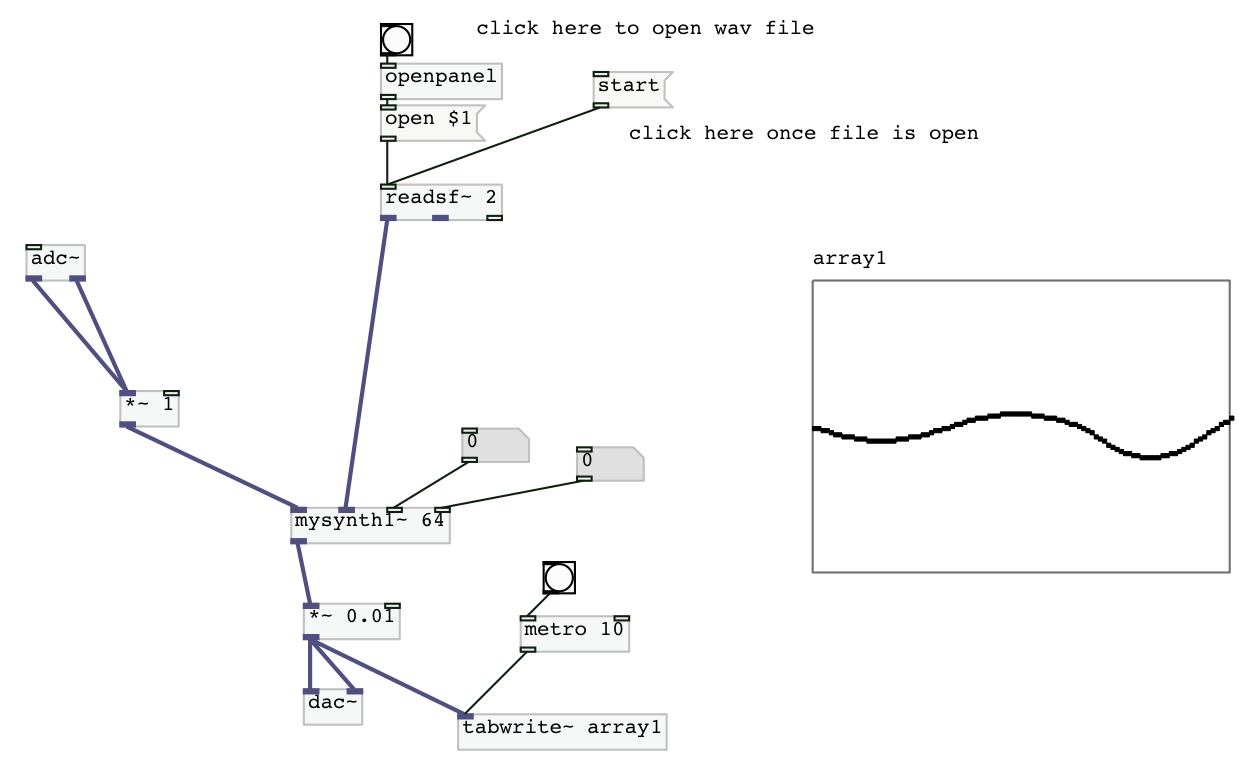 click here to open wav file
openpanel
start
open $1
click here once file is open
readsf~ 2
adc~
array1
*~ 1
0
0
mysynth1~ 64
*~ 0.01
metro 10
dac~
tabwrite~ array1